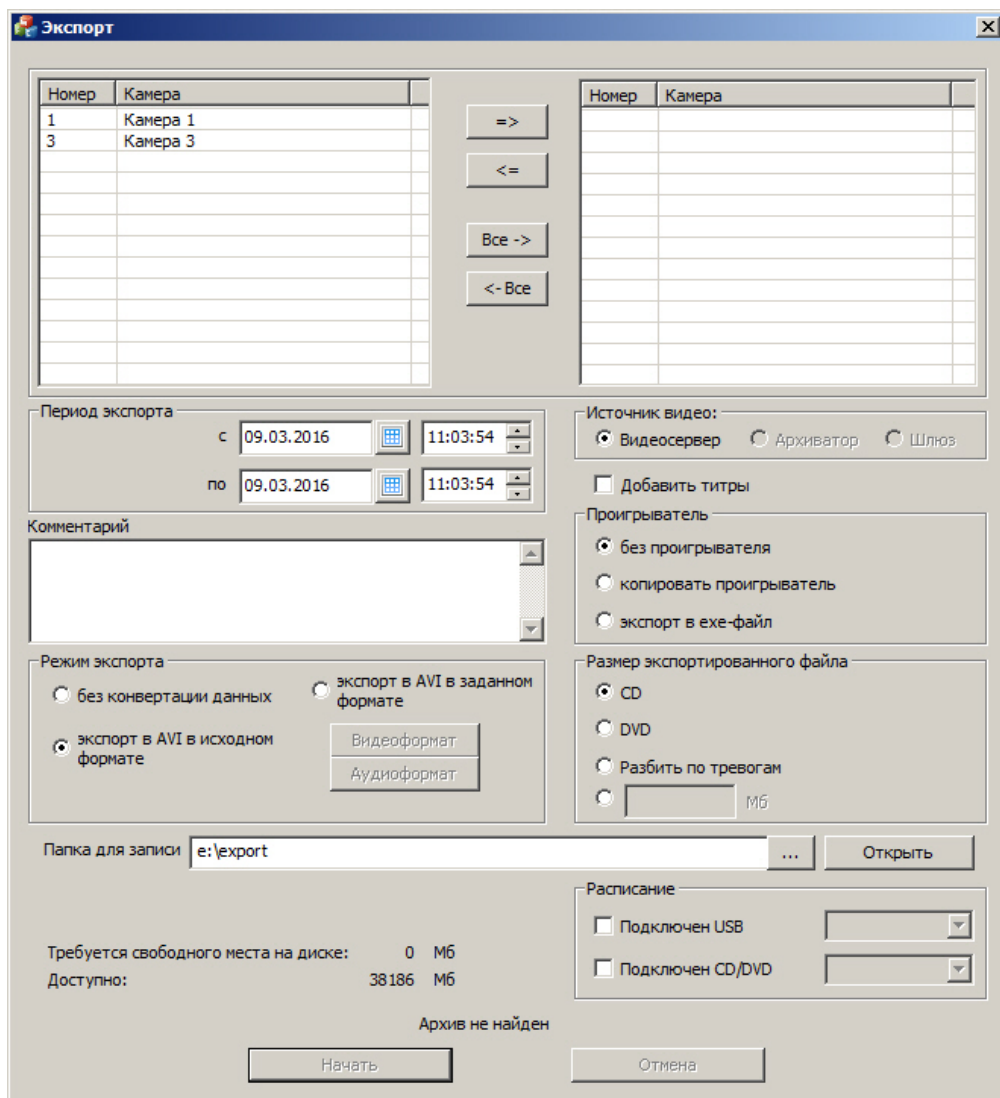 Экспорт
Номер Камера
1 Камера 1
3 Камера 3
=>
<=
Все ->
<- Все
Номер Камера
Период экспорта
с 09.03.2016 11:03:54
по 09.03.2016 11:03:54
Источник видео:
Видеосервер Архиватор Шлюз
Добавить титры
Комментарий
Проигрыватель
без проигрывателя
копировать проигрыватель
экспорт в exe-файл
Режим экспорта
без конвертации данных
экспорт в AVI в заданном
формате
экспорт в AVI в исходном
формате
Видеоформат
Аудиоформат
Размер экспортированного файла
CD
DVD
Разбить по тревогам
Мб
Папка для записи e:\export ... Открыть
Расписание
Подключен USB
Подключен CD/DVD
Требуется свободного места на диске: 0 Мб
Доступно: 38186 Мб
Архив не найден
Начать Отмена